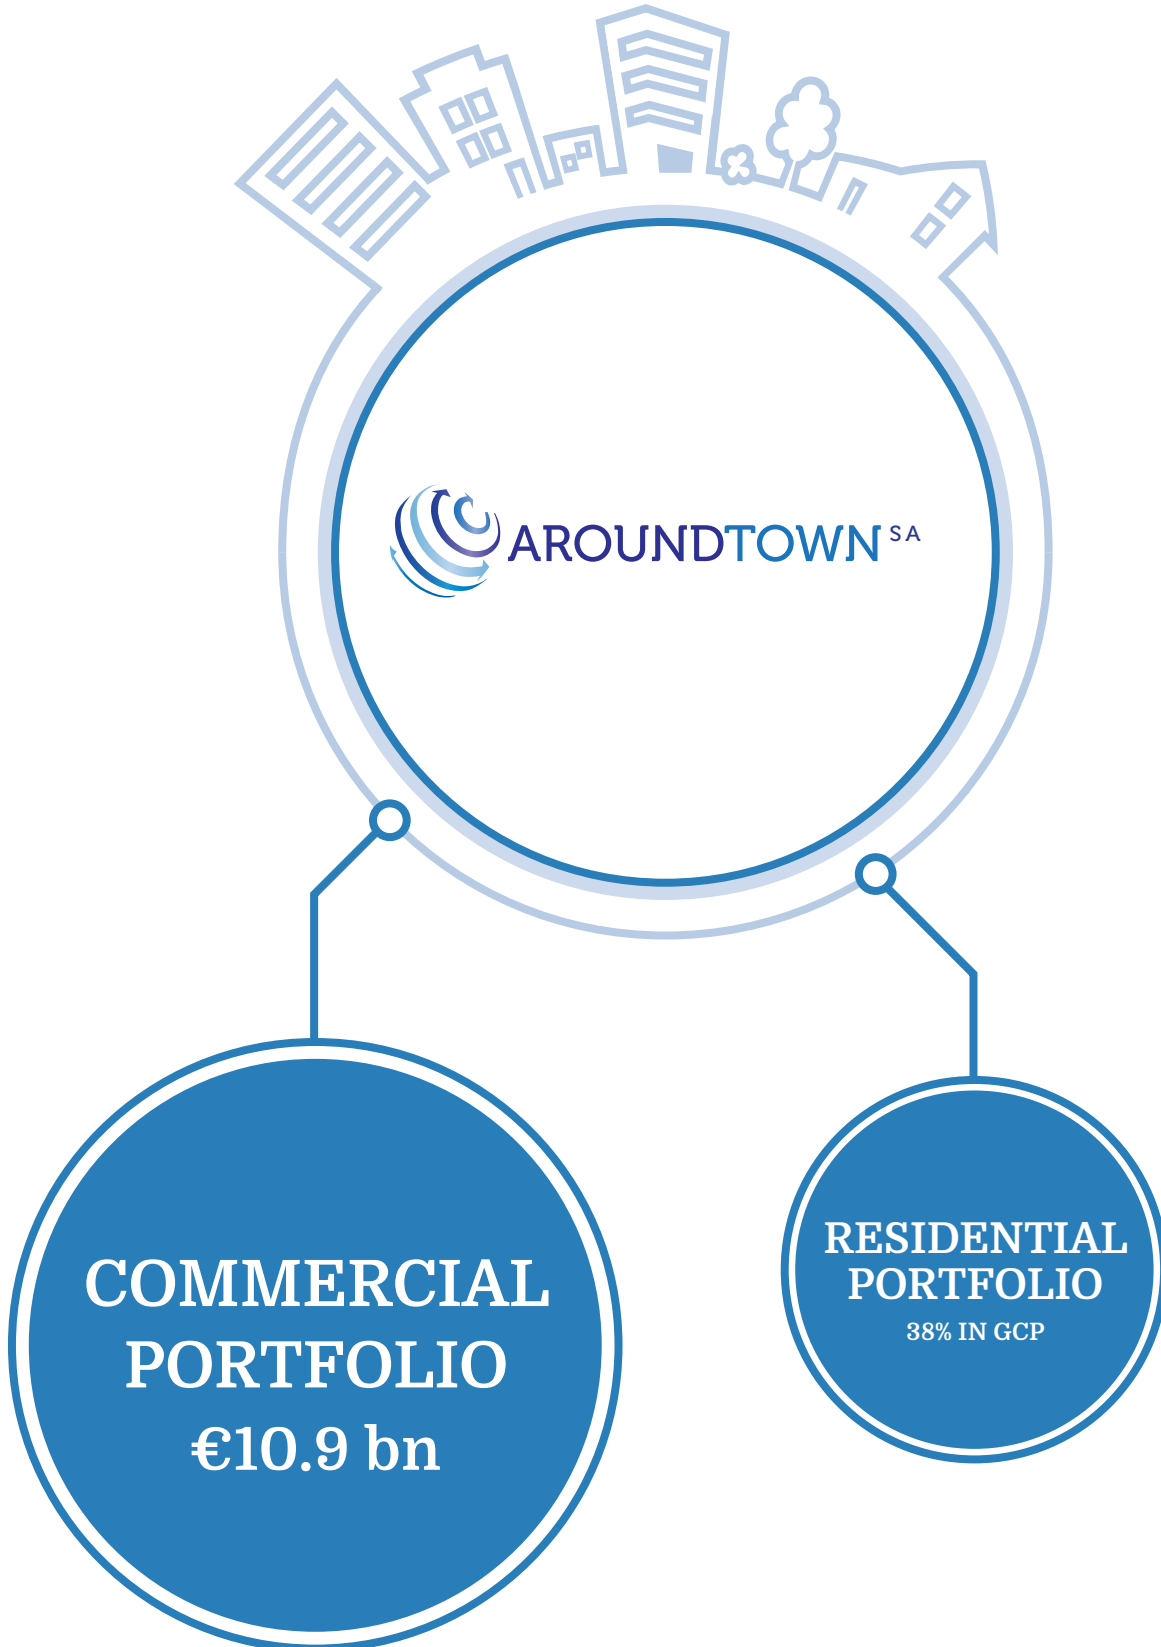 AROUNDTOWN SA
COMMERCIAL
PORTFOLIO
€10.9 bn
RESIDENTIAL
PORTFOLIO
38% IN GCP